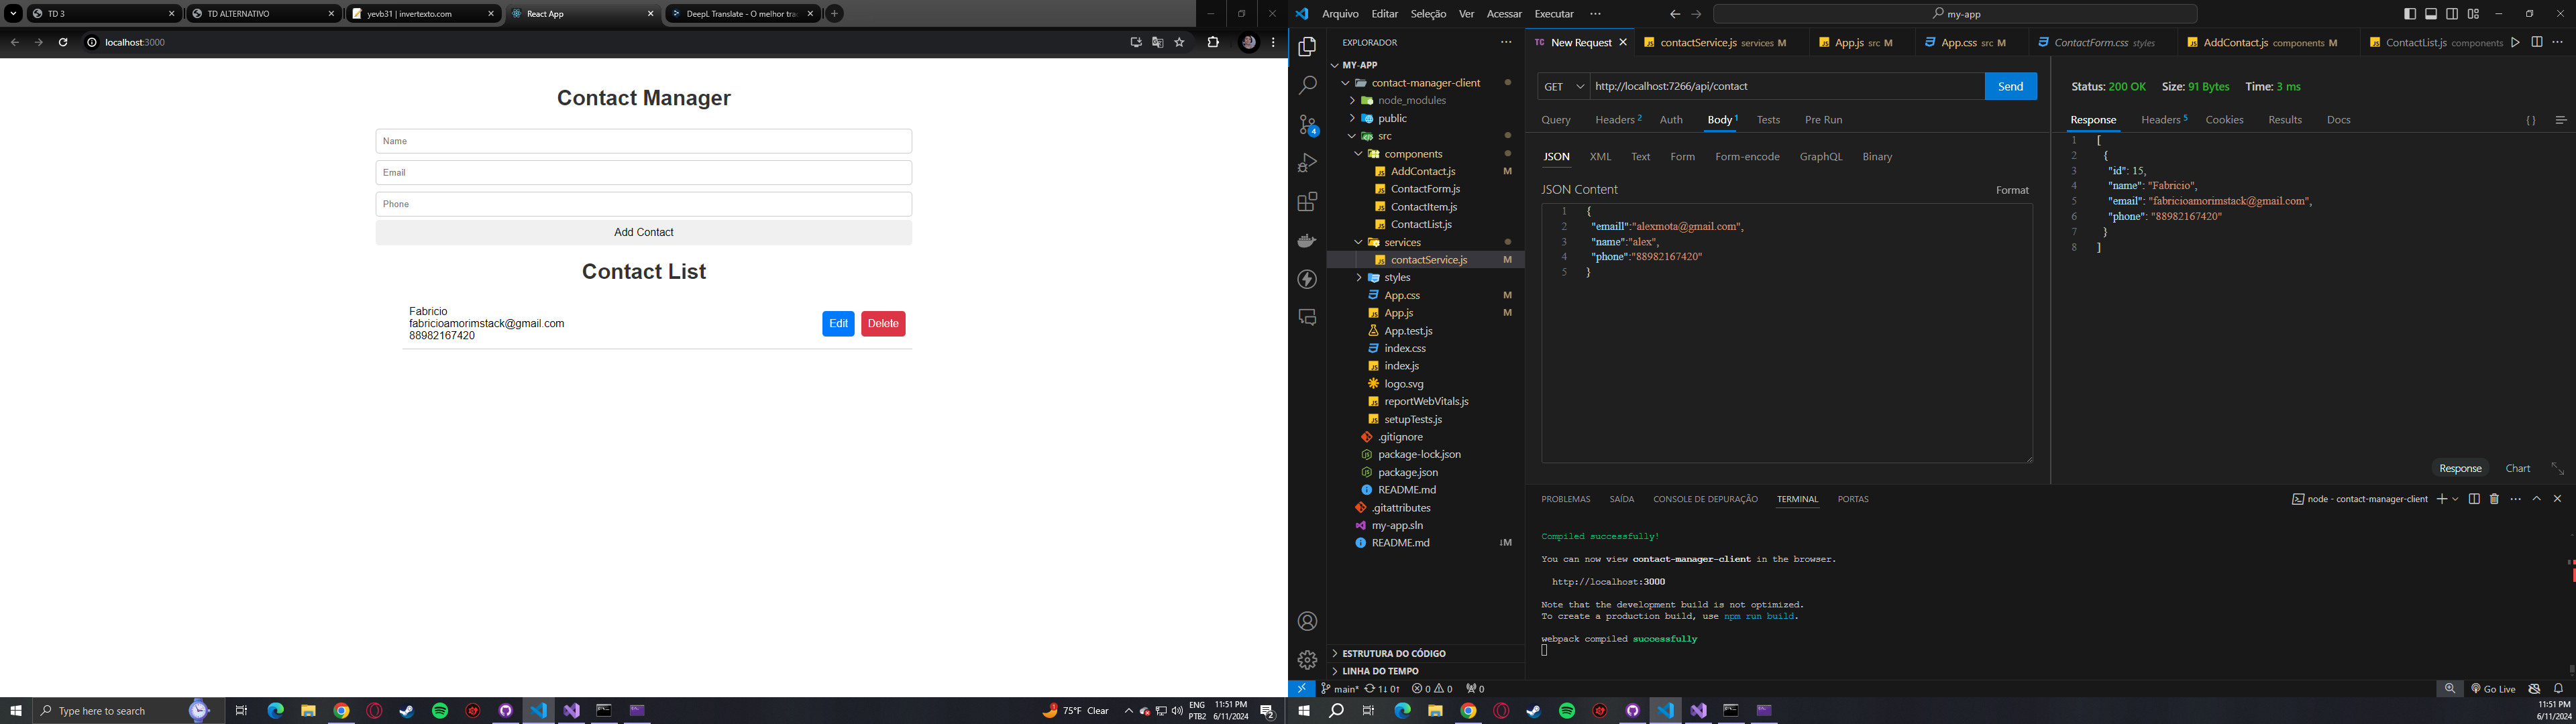 TD 3
TD ALTERNATIVO
yevb31 | invertexto.com
React App
DeepL Translate - O melhor tra
localhost:3000
Contact Manager
Name
Email
Phone
Add Contact
Contact List
Fabricio
fabricioamorimstack@gmail.com
88982167420
Edit
Delete
Type here to search
75°F Clear
ENG
PTB2
11:51 PM
6/11/2024
2
Arquivo Editar Seleção Ver Acessar Executar ···
my-app
EXPLORADOR
MY-APP
contact-manager-client
node_modules
public
src
components
AddContact.js M
ContactForm.js
ContactItem.js
ContactList.js
services
contactService.js M
styles
App.css M
App.js M
App.test.js
index.css
index.js
logo.svg
reportWebVitals.js
setupTests.js
.gitignore
package-lock.json
package.json
README.md
.gitattributes
my-app.sln
README.md ↓M
ESTRUTURA DO CÓDIGO
LINHA DO TEMPO
4
TC New Request
contactService.js services M
App.js src M
App.css src M
ContactForm.css styles
AddContact.js components M
ContactList.js components
GET http://localhost:7266/api/contact Send
Query Headers 2 Auth Body 1 Tests Pre Run
JSON XML Text Form Form-encode GraphQL Binary
JSON Content Format
1 {
2 "emaill":"alexmota@gmail.com",
3 "name":"alex",
4 "phone":"88982167420"
5 }
Status: 200 OK Size: 91 Bytes Time: 3 ms
Response Headers 5 Cookies Results Docs { }
1 [
2 {
3 "id": 15,
4 "name": "Fabricio",
5 "email": "fabricioamorimstack@gmail.com",
6 "phone": "88982167420"
7 }
8 ]
Response Chart
PROBLEMAS SAÍDA CONSOLE DE DEPURAÇÃO TERMINAL PORTAS
node - contact-manager-client
Compiled successfully!
You can now view contact-manager-client in the browser.
http://localhost:3000
Note that the development build is not optimized.
To create a production build, use npm run build.
webpack compiled successfully
main* 1↓ 0↑ 0 0 0
Go Live
11:51 PM
6/11/2024